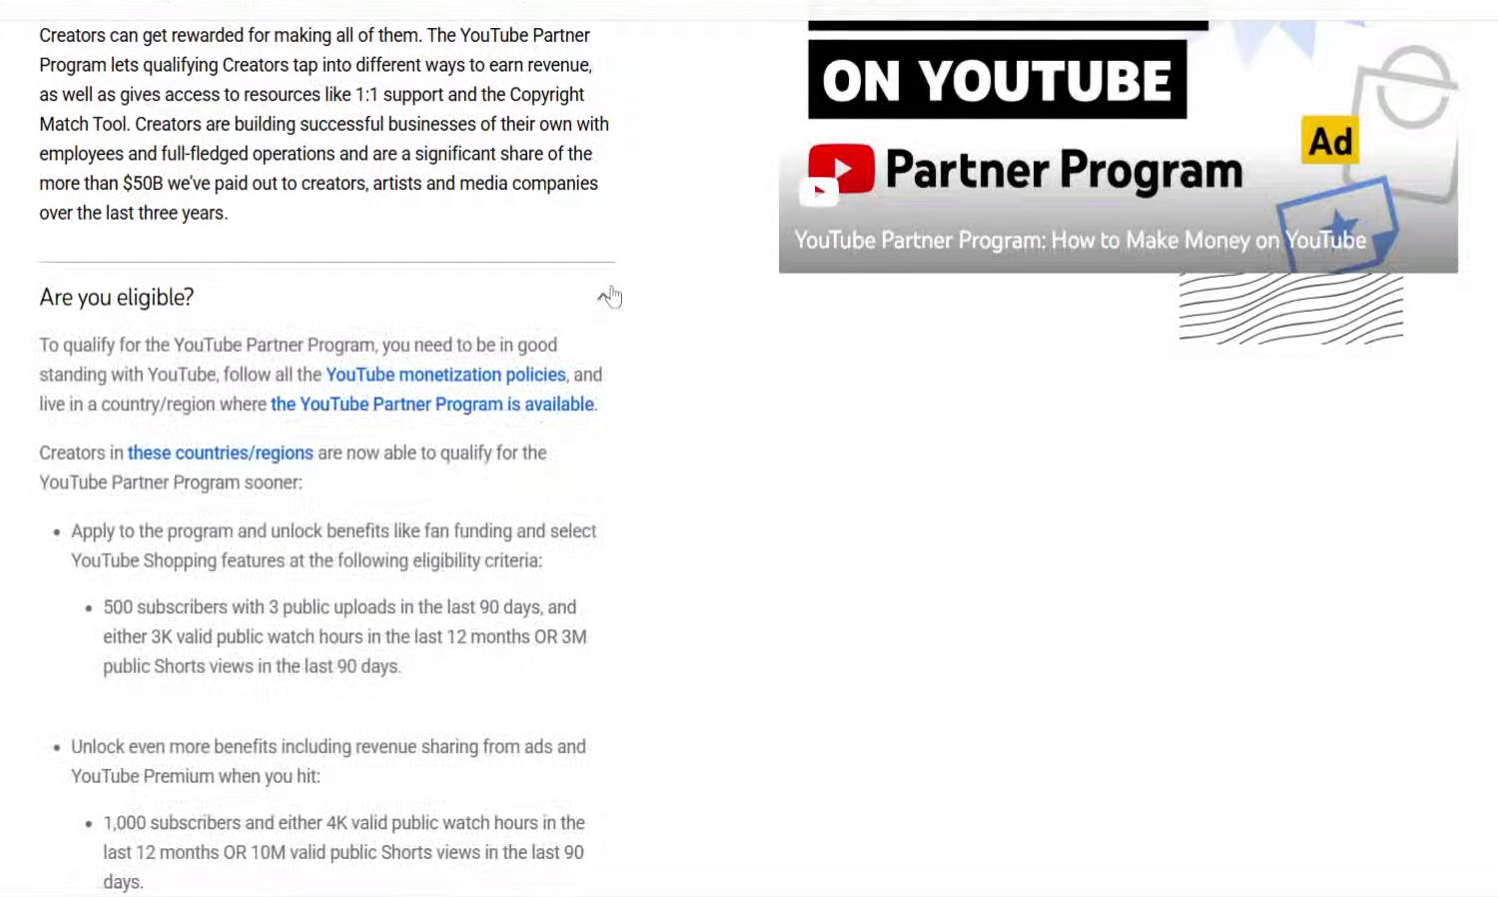 Creators can get rewarded for making all of them. The YouTube Partner
Program lets qualifying Creators tap into different ways to earn revenue,
as well as gives access to resources like 1:1 support and the Copyright
Match Tool. Creators are building successful businesses of their own with
employees and full-fledged operations and are a significant share of the
more than $50B we've paid out to creators, artists and media companies
over the last three years.
Are you eligible?
To qualify for the YouTube Partner Program, you need to be in good
standing with YouTube, follow all the YouTube monetization policies, and
live in a country/region where the YouTube Partner Program is available.
Creators in these countries/regions are now able to qualify for the
YouTube Partner Program sooner:
• Apply to the program and unlock benefits like fan funding and select
YouTube Shopping features at the following eligibility criteria:
• 500 subscribers with 3 public uploads in the last 90 days, and
either 3K valid public watch hours in the last 12 months OR 3M
public Shorts views in the last 90 days.
• Unlock even more benefits including revenue sharing from ads and
YouTube Premium when you hit:
• 1,000 subscribers and either 4K valid public watch hours in the
last 12 months OR 10M valid public Shorts views in the last 90
days.
ON YOUTUBE
Ad
Partner Program
YouTube Partner Program: How to Make Money on YouTube